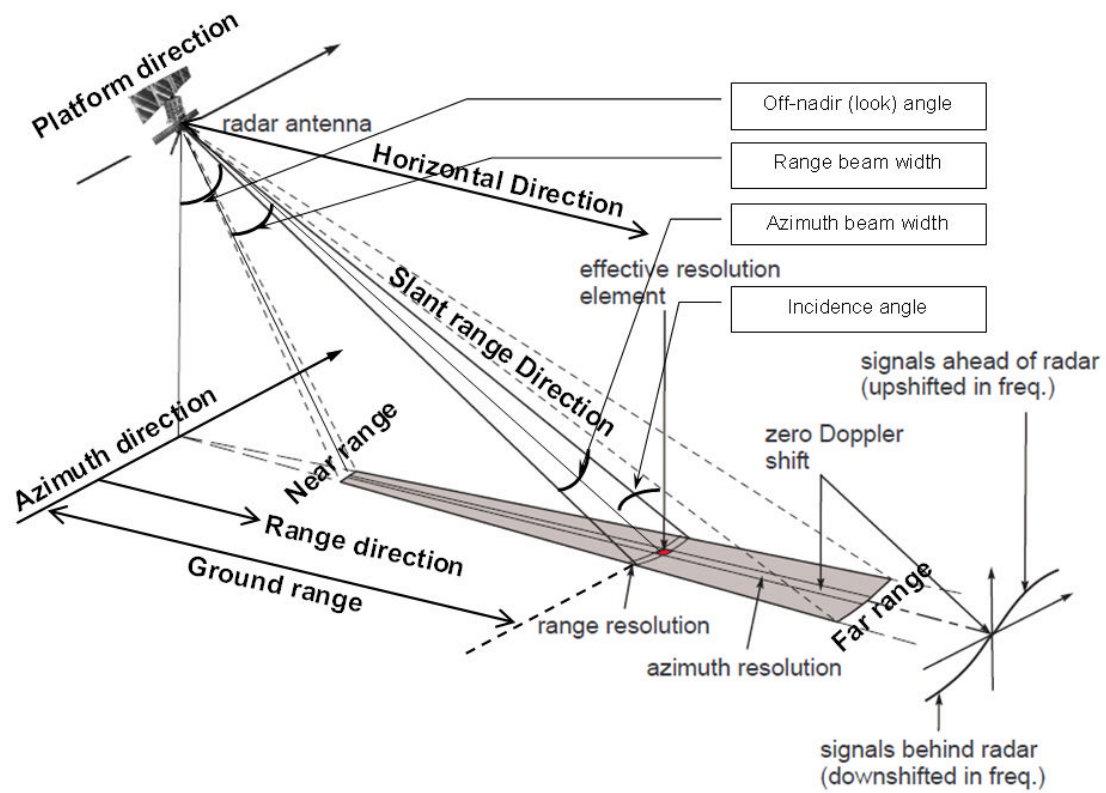 Platform direction
radar antenna
Off-nadir (look) angle
Horizontal Direction
Range beam width
Azimuth beam width
effective resolution
element
Incidence angle
Slant range Direction
signals ahead of radar
(upshifted in freq.)
zero Doppler
shift
Azimuth direction
Near range
Range direction
Ground range
Far range
range resolution
azimuth resolution
signals behind radar
(downshifted in freq.)